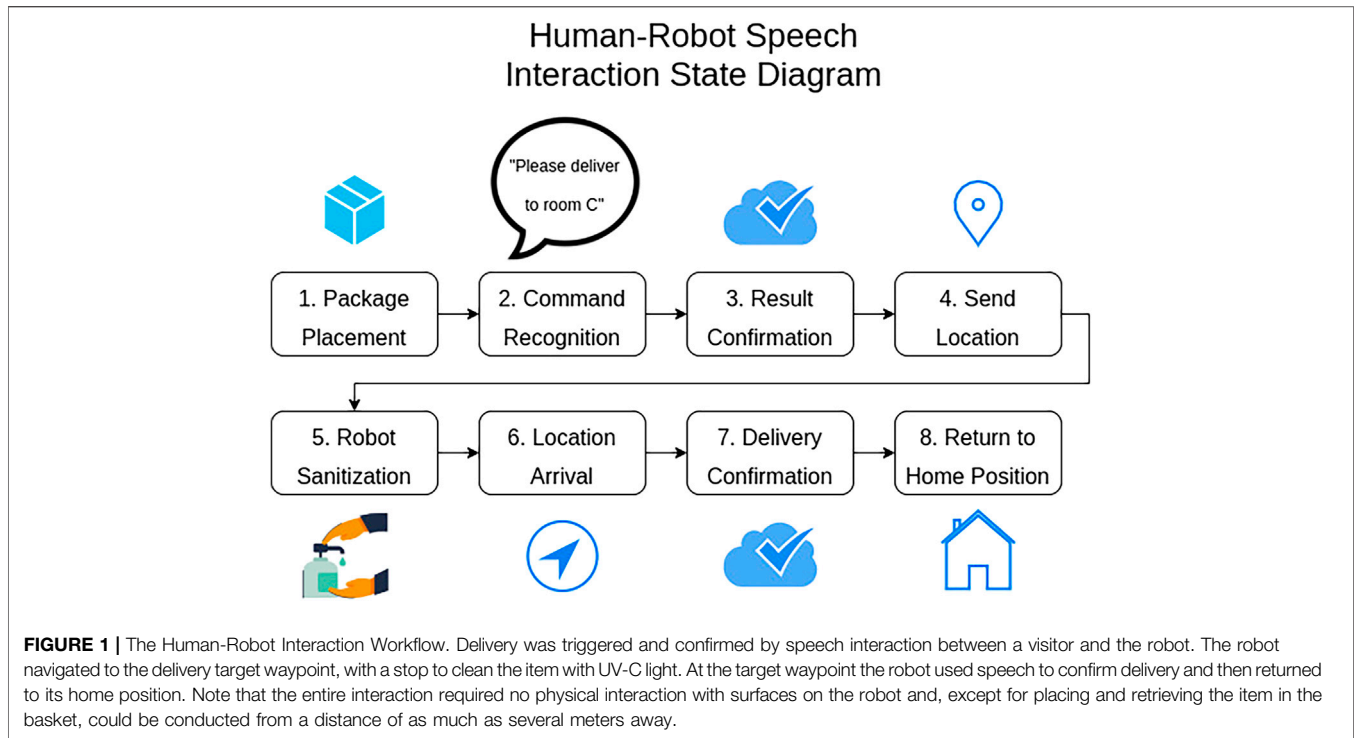 Human-Robot Speech
Interaction State Diagram
"Please deliver
to room C"
1. Package
Placement
2. Command
Recognition
3. Result
Confirmation
4. Send
Location
5. Robot
Sanitization
6. Location
Arrival
7. Delivery
Confirmation
8. Return to
Home Position
FIGURE 1 | The Human-Robot Interaction Workflow. Delivery was triggered and confirmed by speech interaction between a visitor and the robot. The robot
navigated to the delivery target waypoint, with a stop to clean the item with UV-C light. At the target waypoint the robot used speech to confirm delivery and then returned
to its home position. Note that the entire interaction required no physical interaction with surfaces on the robot and, except for placing and retrieving the item in the
basket, could be conducted from a distance of as much as several meters away.